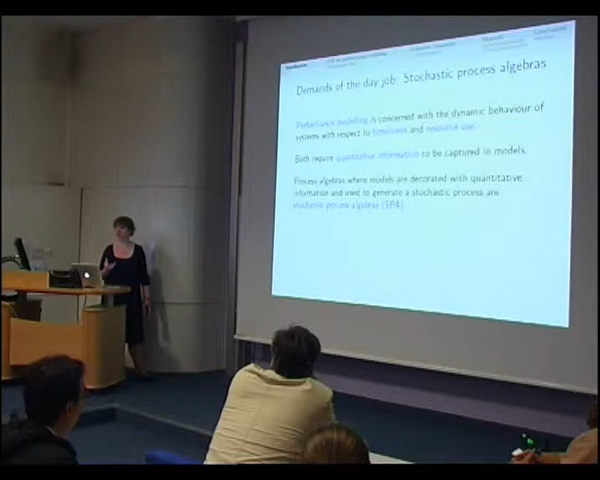 Demands of the day job: Stochastic process algebras
Performance modelling is concerned with the dynamic behaviour of
systems with respect to timeliness and resource use.
Both require quantitative information to be captured in models.
Process algebras where models are decorated with quantitative
information and used to generate a stochastic process are
stochastic process algebras (SPA).